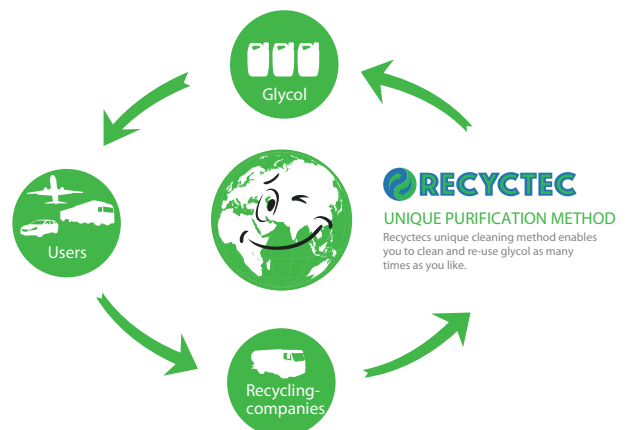 Glycol
RECYCTEC
UNIQUE PURIFICATION METHOD
Recyctecs unique cleaning method enables
you to clean and re-use glycol as many
times as you like.
Users
Recycling-
companies